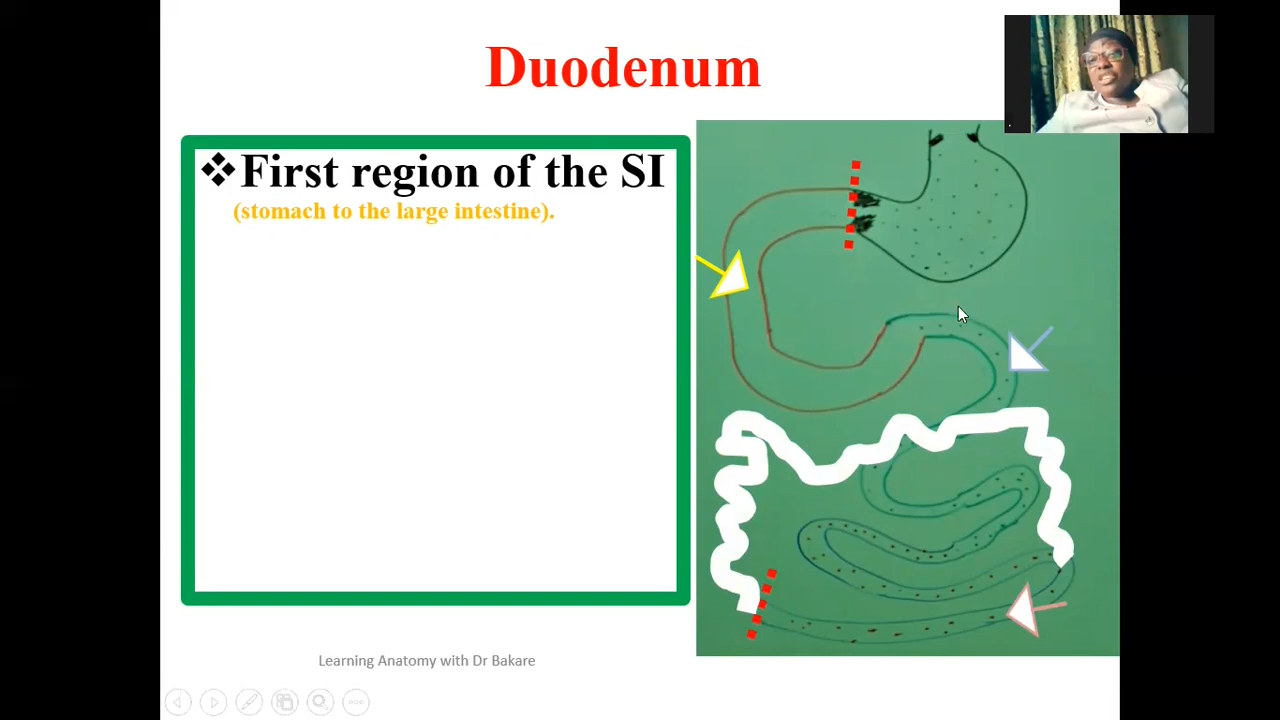 Duodenum
❖First region of the SI
(stomach to the large intestine).
Learning Anatomy with Dr Bakare